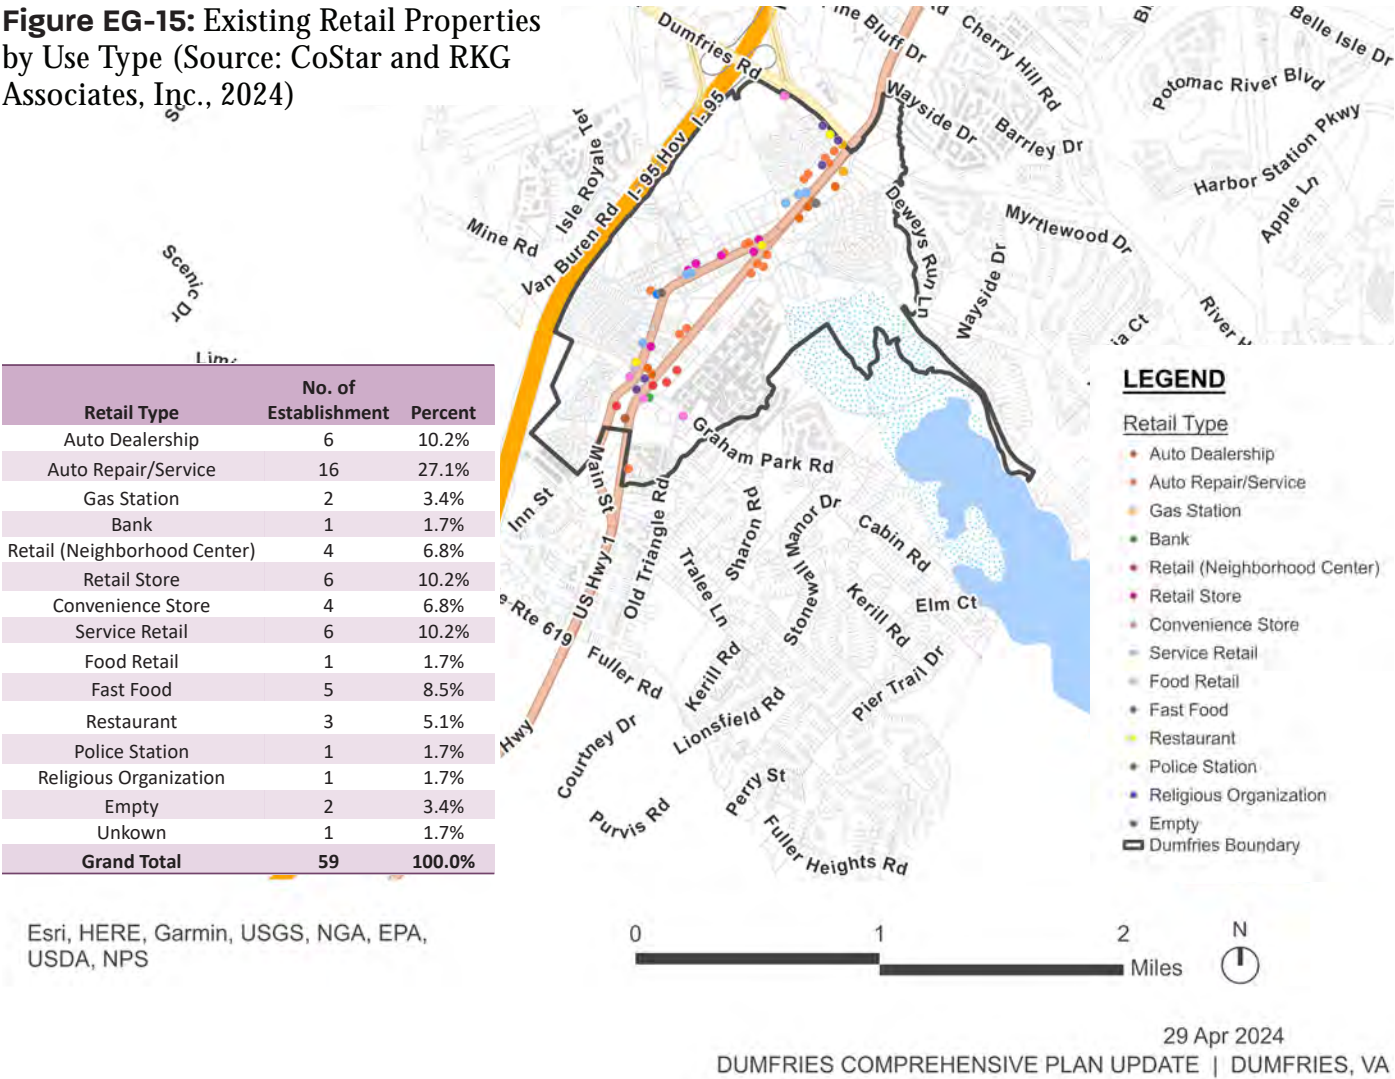 Figure EG-15: Existing Retail Properties
by Use Type (Source: CoStar and RKG
Associates, Inc., 2024)
Dumfries Rd
Pine Bluff Dr
Cherry Hill Rd
Belle Isle Dr
Potomac River Blvd
Harbor Station Pkwy
Apple Ln
Wayside Dr
Barrley Dr
I-95
I-95 Hov
Isle Royale Ter
Mine Rd
Van Buren Rd
Scenic Dr
Deweys Run Ln
Myrtlewood Dr
Wayside Dr
River
Graham Park Rd
Main St
Inn St
US Hwy 1
Old Triangle Rd
Sharon Rd
Tralee Ln
Manor Dr
Cabin Rd
Kerill Rd
Elm Ct
Rte 619
Fuller Rd
Kerill Rd
Lionsfield Rd
Pier Trail Dr
Hwy
Courtney Dr
Purvis Rd
Perry St
Fuller Heights Rd
Retail Type No. of Establishment Percent
Auto Dealership 6 10.2%
Auto Repair/Service 16 27.1%
Gas Station 2 3.4%
Bank 1 1.7%
Retail (Neighborhood Center) 4 6.8%
Retail Store 6 10.2%
Convenience Store 4 6.8%
Service Retail 6 10.2%
Food Retail 1 1.7%
Fast Food 5 8.5%
Restaurant 3 5.1%
Police Station 1 1.7%
Religious Organization 1 1.7%
Empty 2 3.4%
Unkown 1 1.7%
Grand Total 59 100.0%
LEGEND
Retail Type
Auto Dealership
Auto Repair/Service
Gas Station
Bank
Retail (Neighborhood Center)
Retail Store
Convenience Store
Service Retail
Food Retail
Fast Food
Restaurant
Police Station
Religious Organization
Empty
Dumfries Boundary
Esri, HERE, Garmin, USGS, NGA, EPA,
USDA, NPS
0 1 2
Miles
N
29 Apr 2024
DUMFRIES COMPREHENSIVE PLAN UPDATE | DUMFRIES, VA